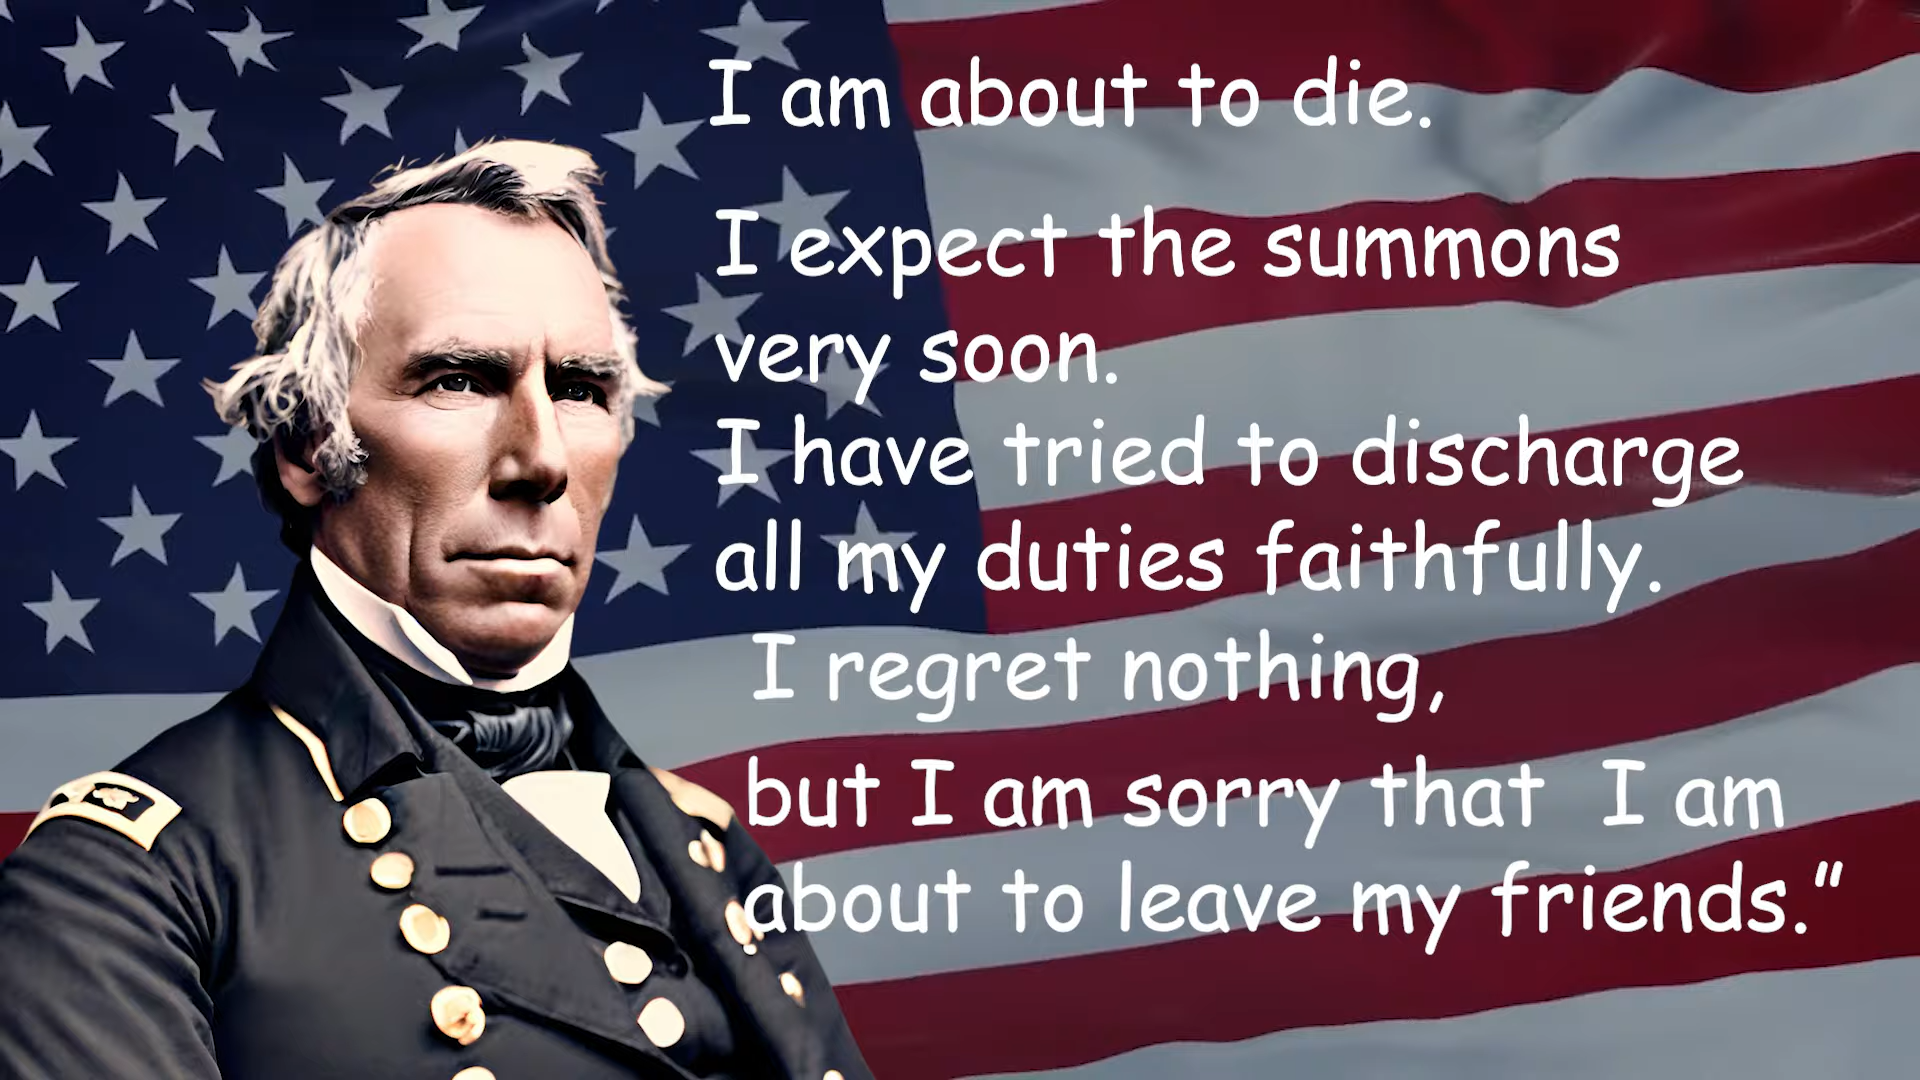 I am about to die.
I expect the summons
very soon.
I have tried to discharge
all my duties faithfully.
I regret nothing,
but I am sorry that  I am
about to leave my friends.”